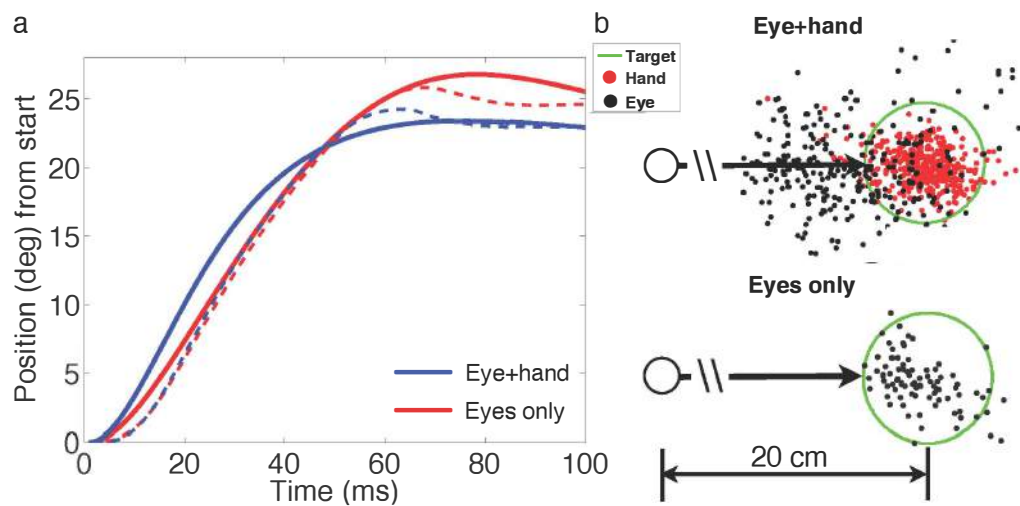 a
Position (deg) from start
25
20
15
10
5
0
0 20 40 60 80 100
Time (ms)
Eye+hand
Eyes only
b
Eye+hand
Target
Hand
Eye
Eyes only
20 cm